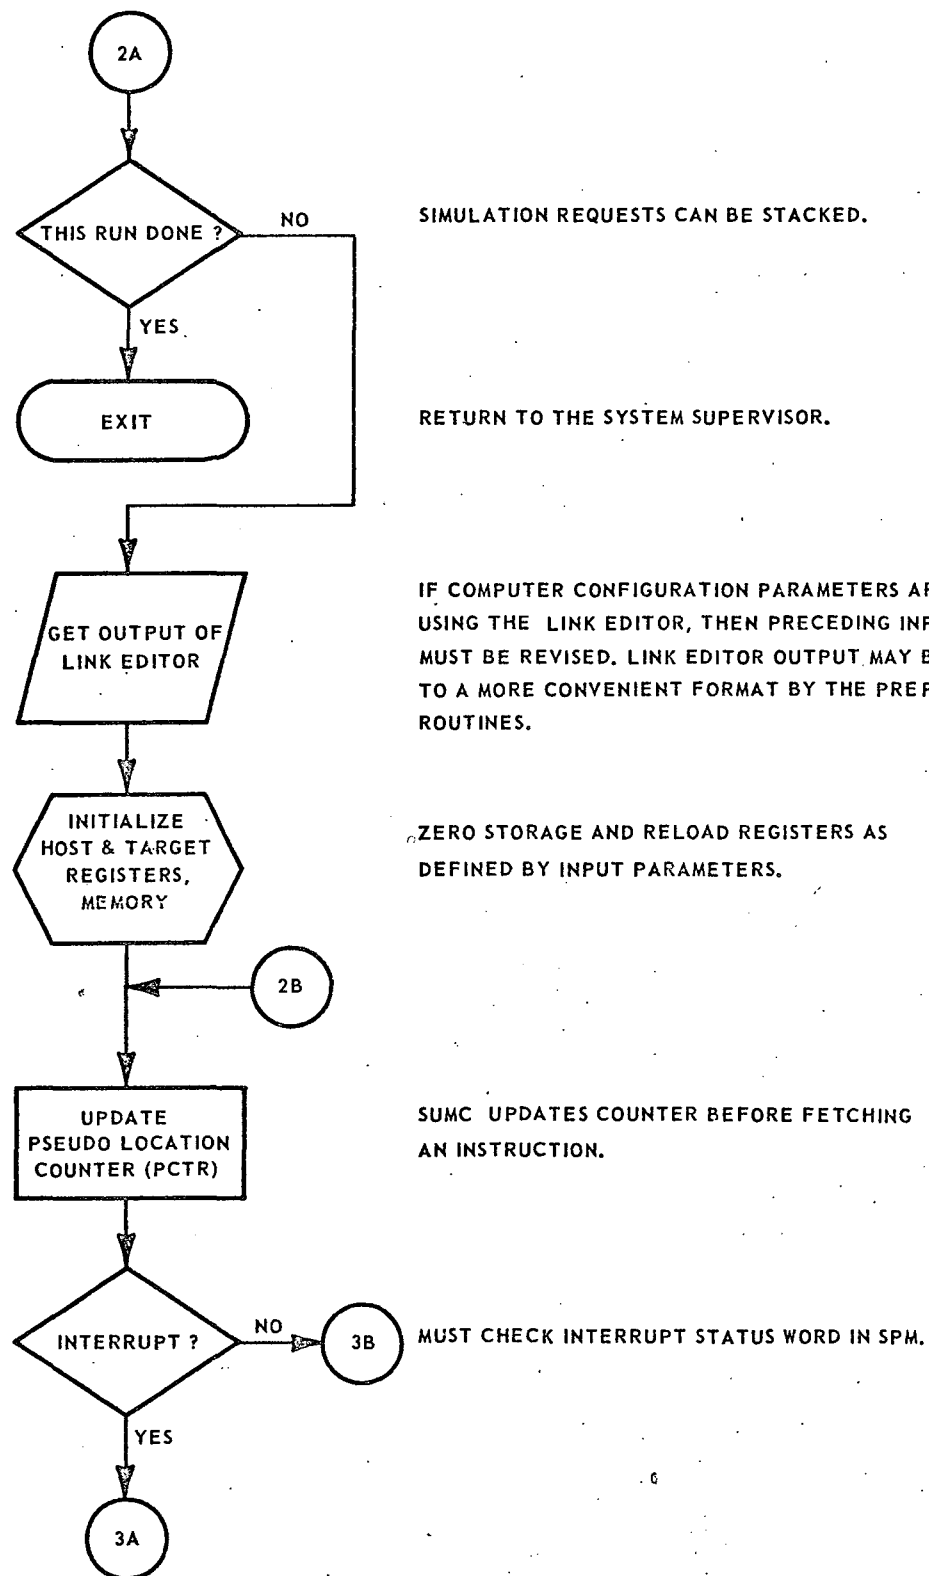 2A
THIS RUN DONE ?
NO
SIMULATION REQUESTS CAN BE STACKED.
YES
EXIT
RETURN TO THE SYSTEM SUPERVISOR.
GET OUTPUT OF
LINK EDITOR
IF COMPUTER CONFIGURATION PARAMETERS
USING THE LINK EDITOR, THEN PRECEDING
MUST BE REVISED. LINK EDITOR OUTPUT MAY
TO A MORE CONVENIENT FORMAT BY THE
ROUTINES.
INITIALIZE
HOST & TARGET
REGISTERS,
MEMORY
ZERO STORAGE AND RELOAD REGISTERS AS
DEFINED BY INPUT PARAMETERS.
2B
UPDATE
PSEUDO LOCATION
COUNTER (PCTR)
SUMC UPDATES COUNTER BEFORE FETCHING
AN INSTRUCTION.
INTERRUPT ?
NO
3B
MUST CHECK INTERRUPT STATUS WORD IN SPM.
YES
3A